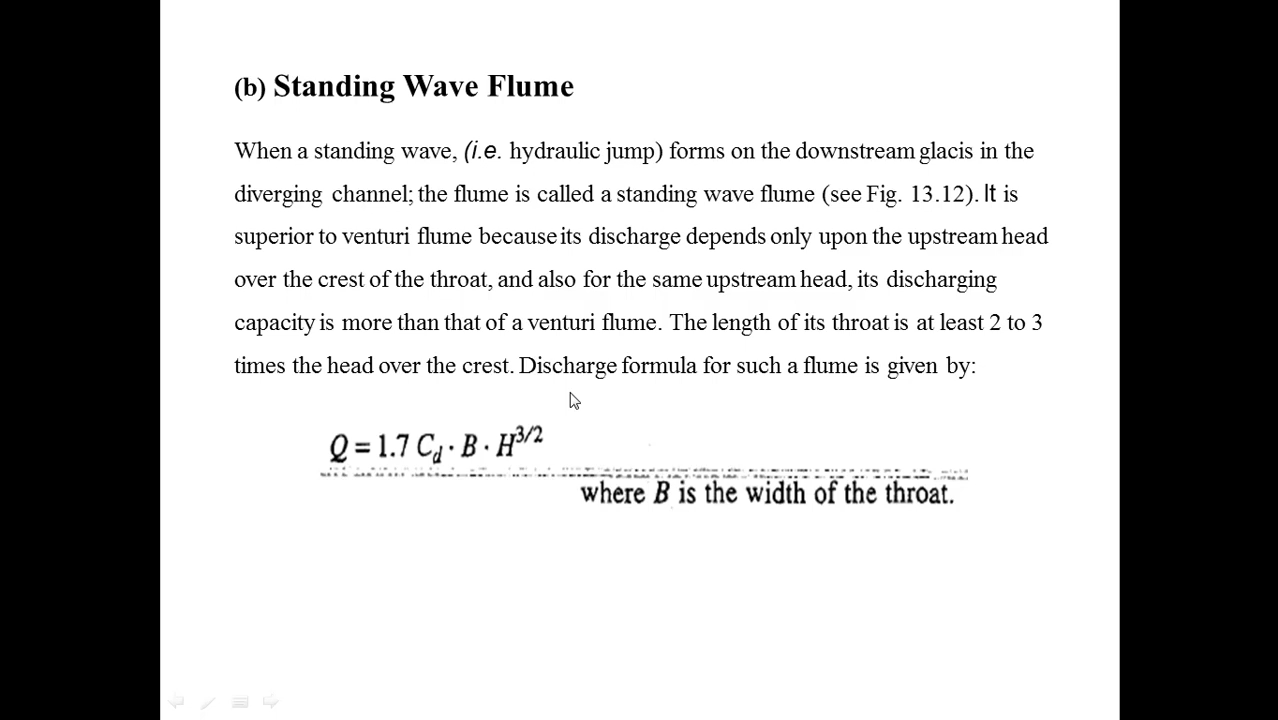 (b) Standing Wave Flume
When a standing wave, (i.e. hydraulic jump) forms on the downstream glacis in the
diverging channel; the flume is called a standing wave flume (see Fig. 13.12). It is
superior to venturi flume because its discharge depends only upon the upstream head
over the crest of the throat, and also for the same upstream head, its discharging
capacity is more than that of a venturi flume. The length of its throat is at least 2 to 3
times the head over the crest. Discharge formula for such a flume is given by:
Q = 1.7 C_d · B · H^{3/2}
where B is the width of the throat.